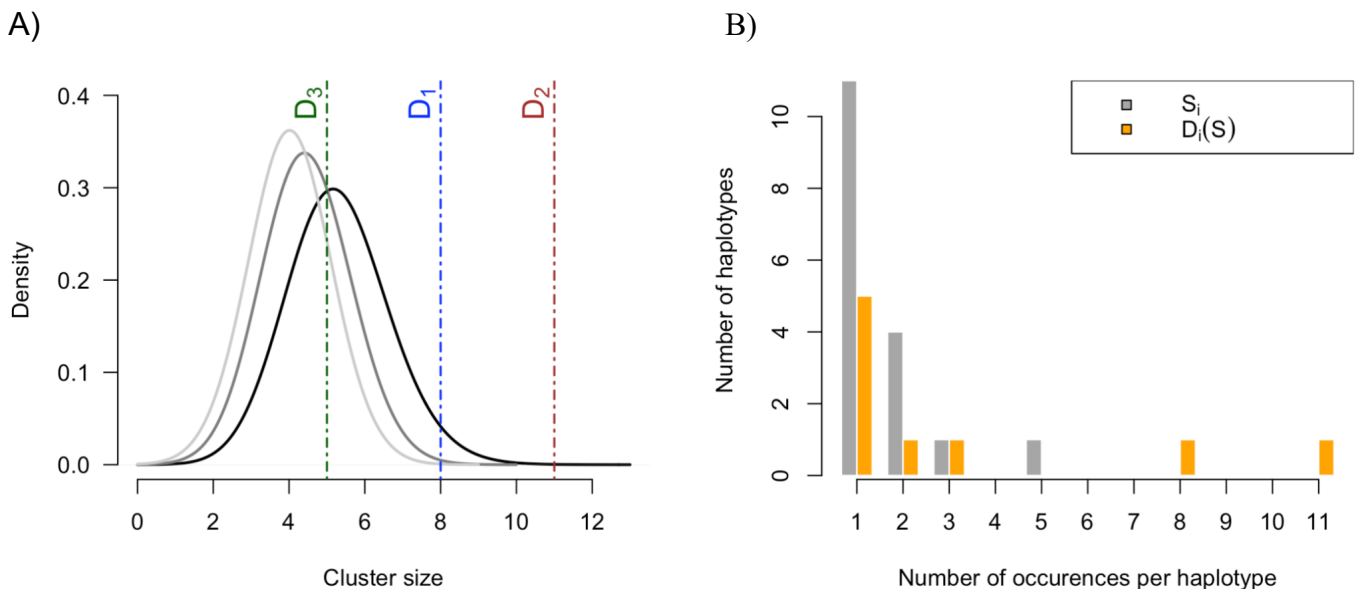 A)
B)
D₃
D₁
D₂
0.4
0.3
0.2
0.1
0.0
Density
0 2 4 6 8 10 12
Cluster size
Sᵢ
Dᵢ(S)
10
8
6
4
2
0
Number of haplotypes
1 2 3 4 5 6 7 8 9 10 11
Number of occurences per haplotype